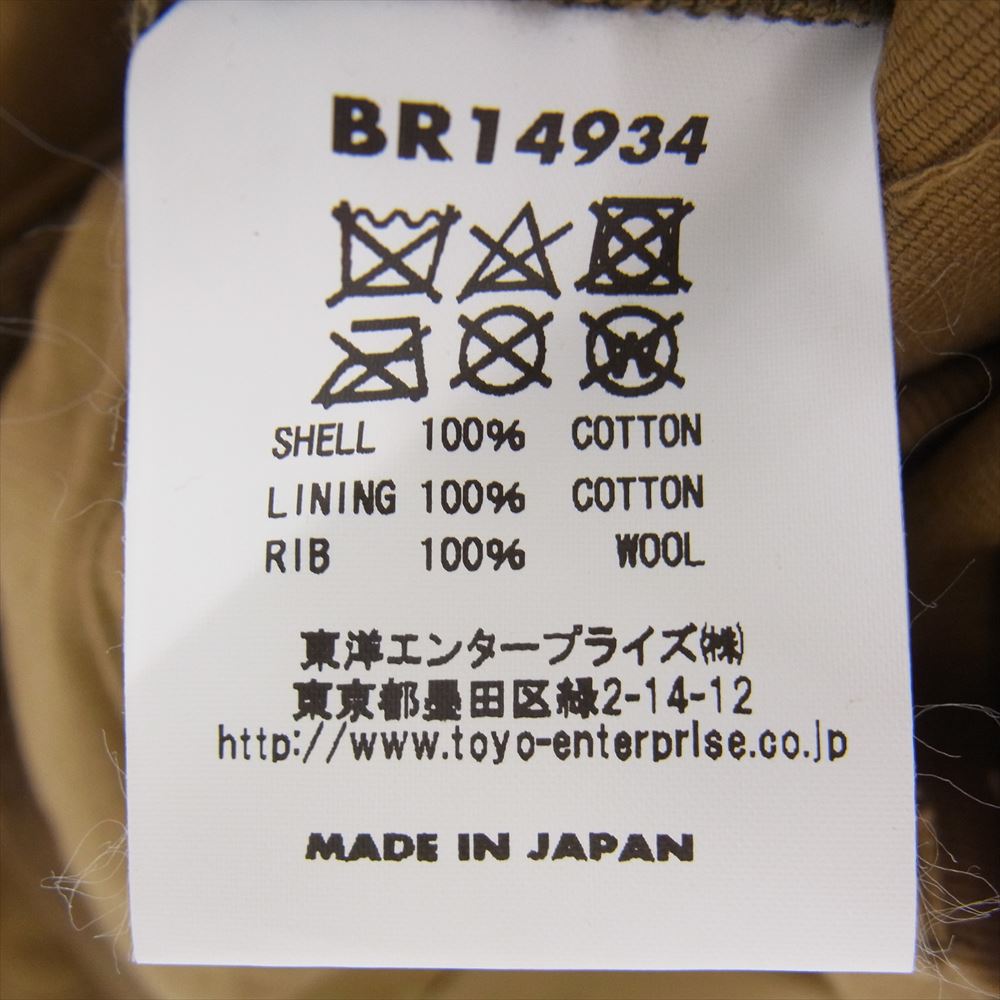 BR14934
W
SHELL 100% COTTON
LINING 100% COTTON
RIB 100% WOOL
東洋エンタープライズ㈱
東京都墨田区緑2-14-12
http://www.toyo-enterprise.co.jp
MADE IN JAPAN